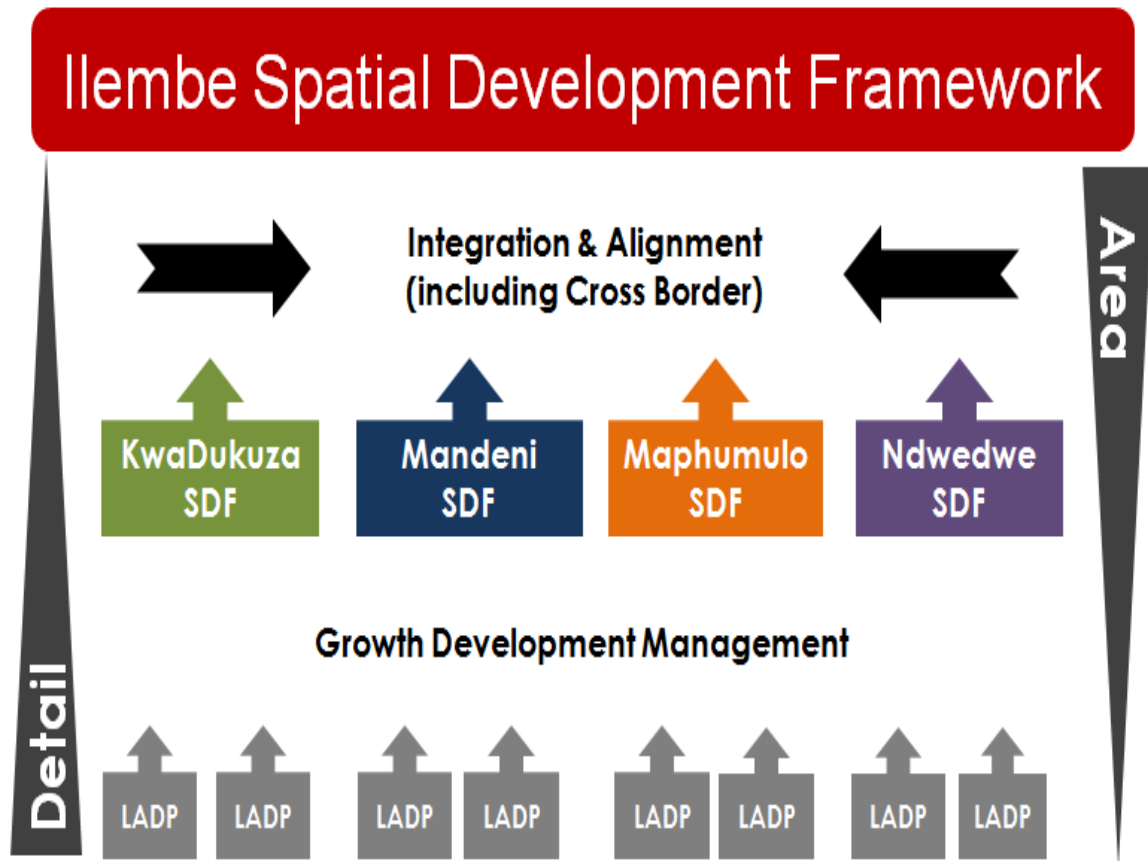 Ilembe Spatial Development Framework
Integration & Alignment
(including Cross Border)
Area
KwaDukuza
SDF
Mandeni
SDF
Maphumulo
SDF
Ndwedwe
SDF
Growth Development Management
Detail
LADP
LADP
LADP
LADP
LADP
LADP
LADP
LADP